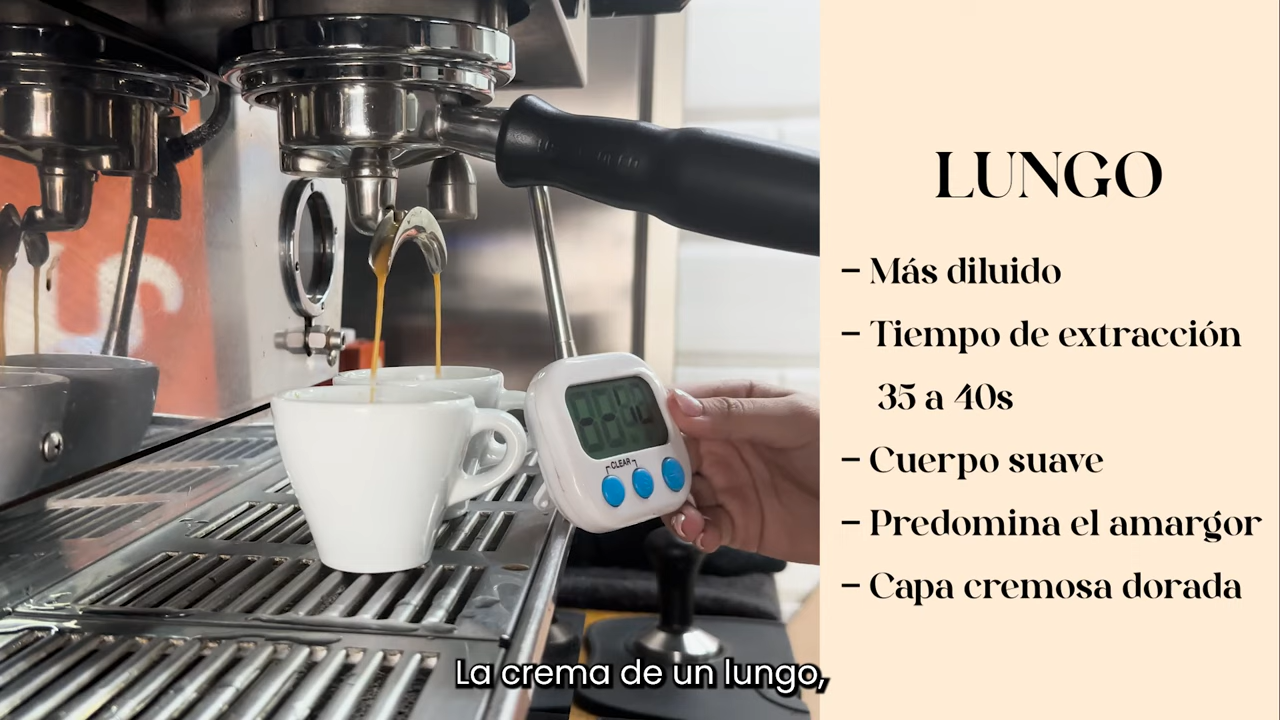 LUNGO
– Más diluido
– Tiempo de extracción
35 a 40s
– Cuerpo suave
– Predomina el amargor
– Capa cremosa dorada
CLEAR
La crema de un lungo,